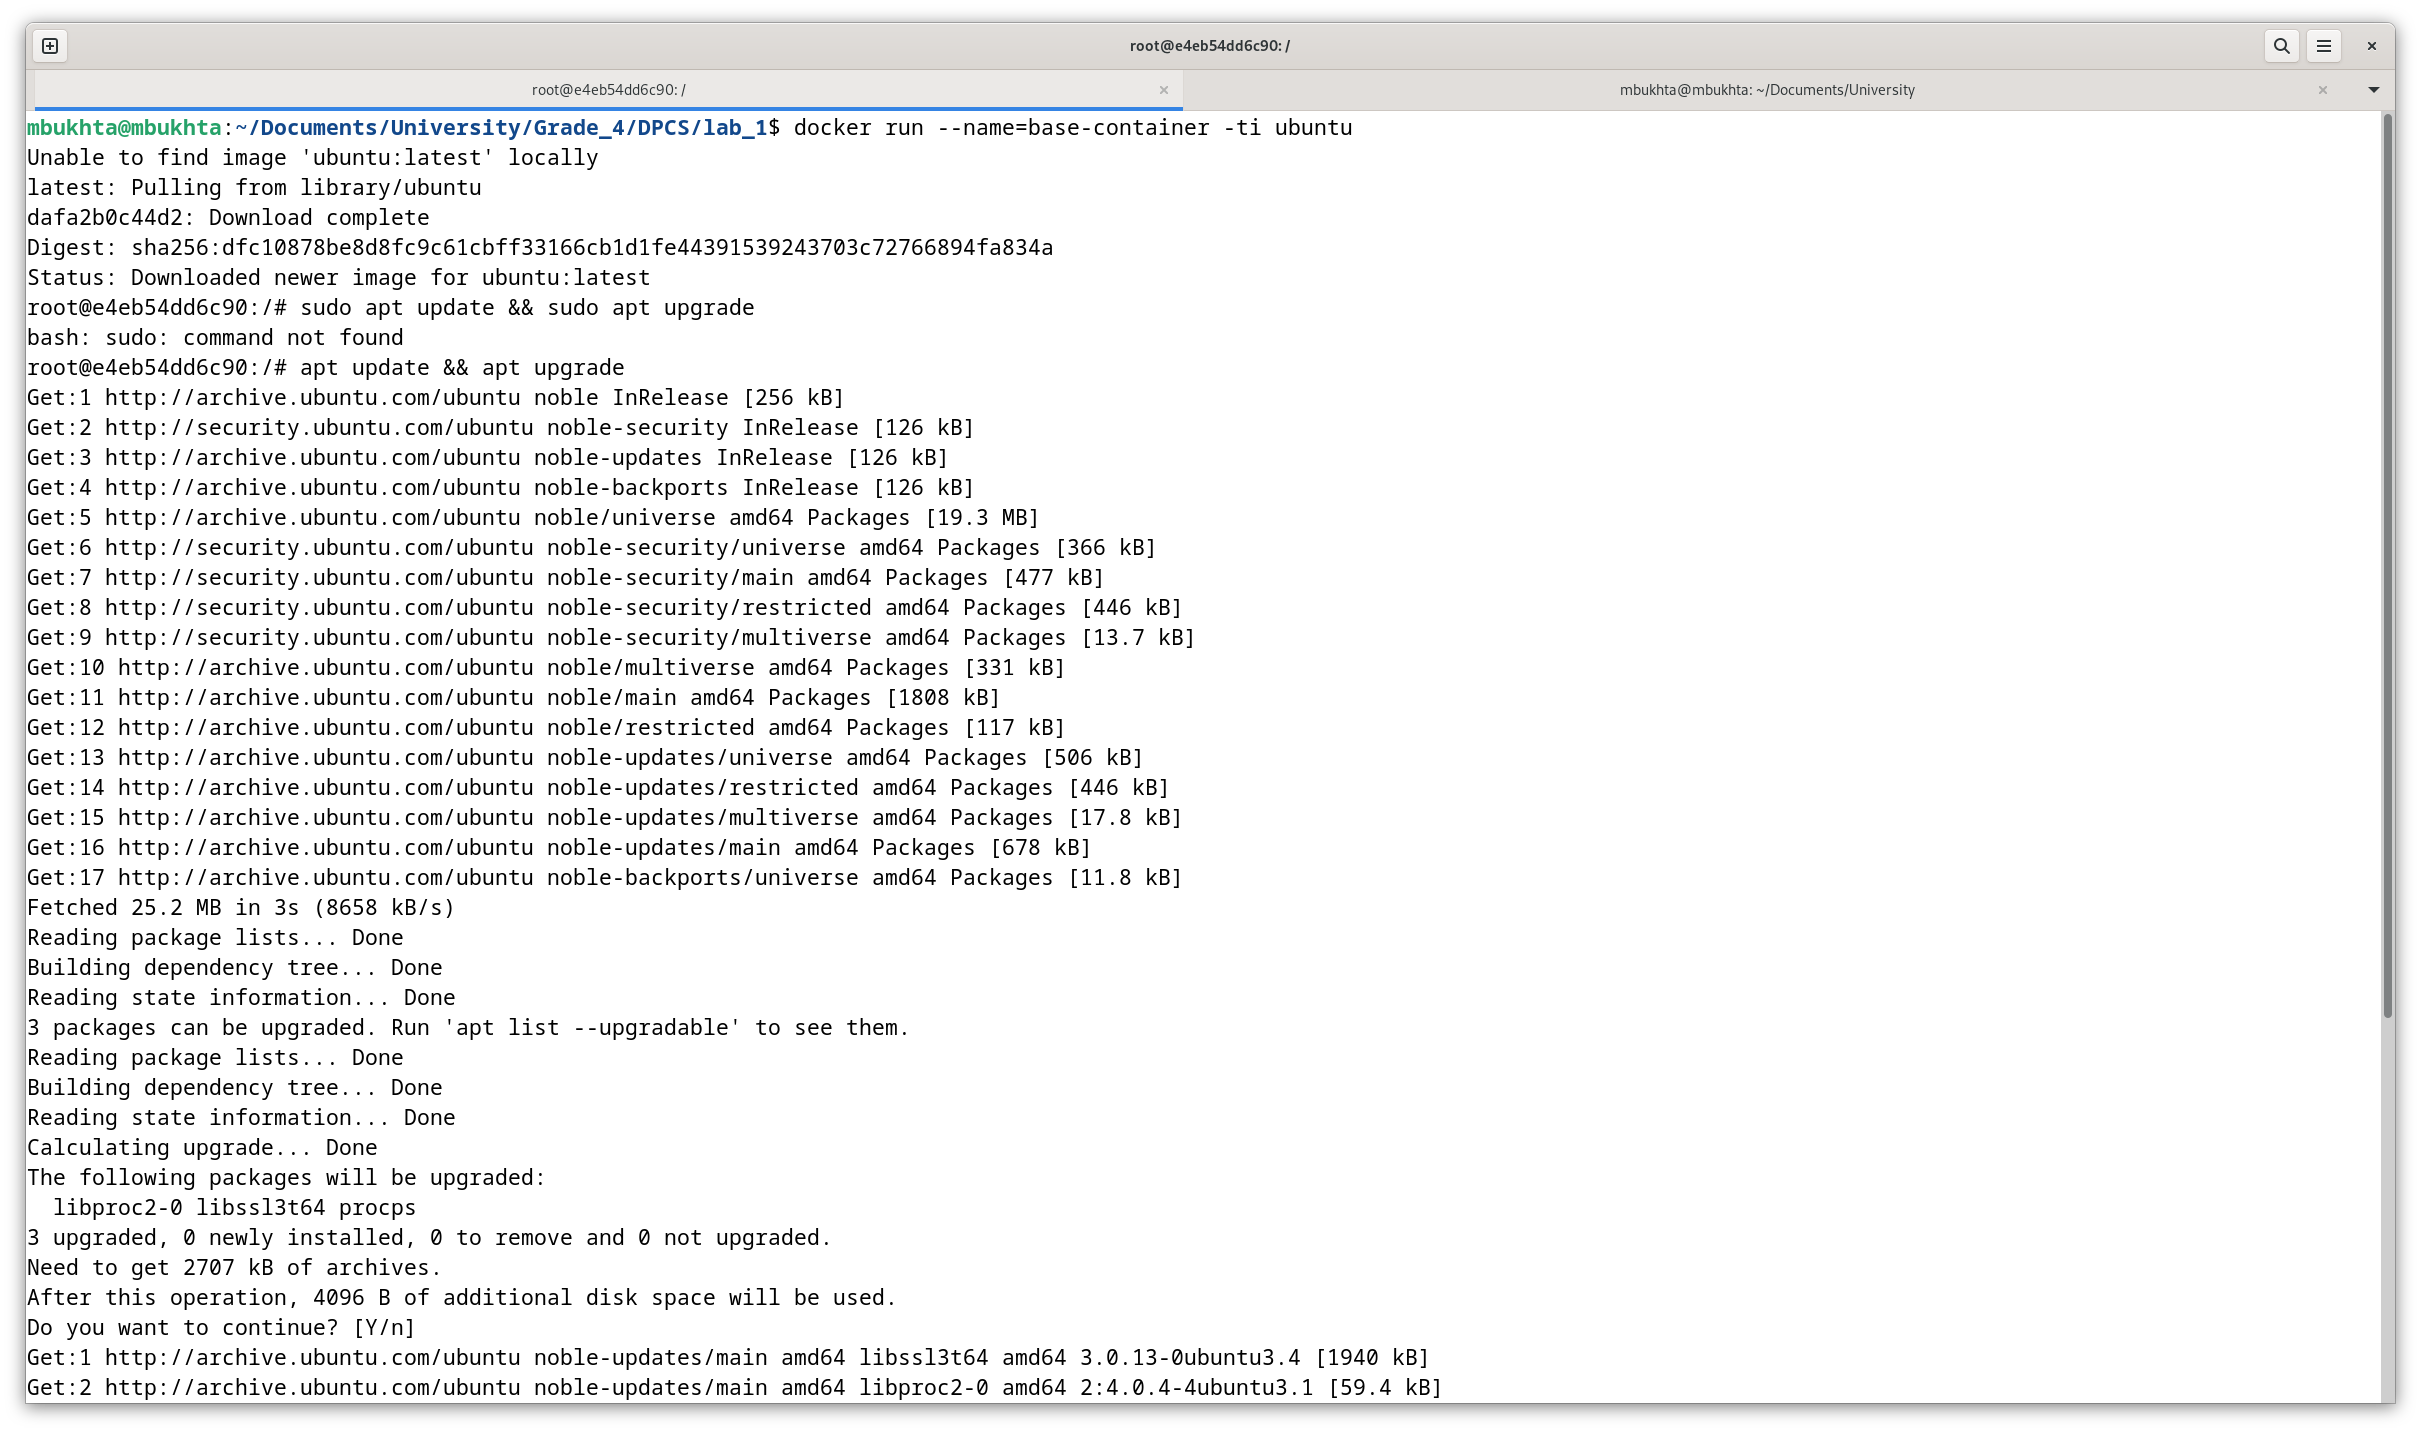 root@e4eb54dd6c90: /
root@e4eb54dd6c90: /
mbukhta@mbukhta: ~/Documents/University
mbukhta@mbukhta:~/Documents/University/Grade_4/DPCS/lab_1$ docker run --name=base-container -ti ubuntu
Unable to find image 'ubuntu:latest' locally
latest: Pulling from library/ubuntu
dafa2b0c44d2: Download complete
Digest: sha256:dfc10878be8d8fc9c61cbff33166cb1d1fe44391539243703c72766894fa834a
Status: Downloaded newer image for ubuntu:latest
root@e4eb54dd6c90:/# sudo apt update && sudo apt upgrade
bash: sudo: command not found
root@e4eb54dd6c90:/# apt update && apt upgrade
Get:1 http://archive.ubuntu.com/ubuntu noble InRelease [256 kB]
Get:2 http://security.ubuntu.com/ubuntu noble-security InRelease [126 kB]
Get:3 http://archive.ubuntu.com/ubuntu noble-updates InRelease [126 kB]
Get:4 http://archive.ubuntu.com/ubuntu noble-backports InRelease [126 kB]
Get:5 http://archive.ubuntu.com/ubuntu noble/universe amd64 Packages [19.3 MB]
Get:6 http://security.ubuntu.com/ubuntu noble-security/universe amd64 Packages [366 kB]
Get:7 http://security.ubuntu.com/ubuntu noble-security/main amd64 Packages [477 kB]
Get:8 http://security.ubuntu.com/ubuntu noble-security/restricted amd64 Packages [446 kB]
Get:9 http://security.ubuntu.com/ubuntu noble-security/multiverse amd64 Packages [13.7 kB]
Get:10 http://archive.ubuntu.com/ubuntu noble/multiverse amd64 Packages [331 kB]
Get:11 http://archive.ubuntu.com/ubuntu noble/main amd64 Packages [1808 kB]
Get:12 http://archive.ubuntu.com/ubuntu noble/restricted amd64 Packages [117 kB]
Get:13 http://archive.ubuntu.com/ubuntu noble-updates/universe amd64 Packages [506 kB]
Get:14 http://archive.ubuntu.com/ubuntu noble-updates/restricted amd64 Packages [446 kB]
Get:15 http://archive.ubuntu.com/ubuntu noble-updates/multiverse amd64 Packages [17.8 kB]
Get:16 http://archive.ubuntu.com/ubuntu noble-updates/main amd64 Packages [678 kB]
Get:17 http://archive.ubuntu.com/ubuntu noble-backports/universe amd64 Packages [11.8 kB]
Fetched 25.2 MB in 3s (8658 kB/s)
Reading package lists... Done
Building dependency tree... Done
Reading state information... Done
3 packages can be upgraded. Run 'apt list --upgradable' to see them.
Reading package lists... Done
Building dependency tree... Done
Reading state information... Done
Calculating upgrade... Done
The following packages will be upgraded:
  libproc2-0 libssl3t64 procps
3 upgraded, 0 newly installed, 0 to remove and 0 not upgraded.
Need to get 2707 kB of archives.
After this operation, 4096 B of additional disk space will be used.
Do you want to continue? [Y/n]
Get:1 http://archive.ubuntu.com/ubuntu noble-updates/main amd64 libssl3t64 amd64 3.0.13-0ubuntu3.4 [1940 kB]
Get:2 http://archive.ubuntu.com/ubuntu noble-updates/main amd64 libproc2-0 amd64 2:4.0.4-4ubuntu3.1 [59.4 kB]